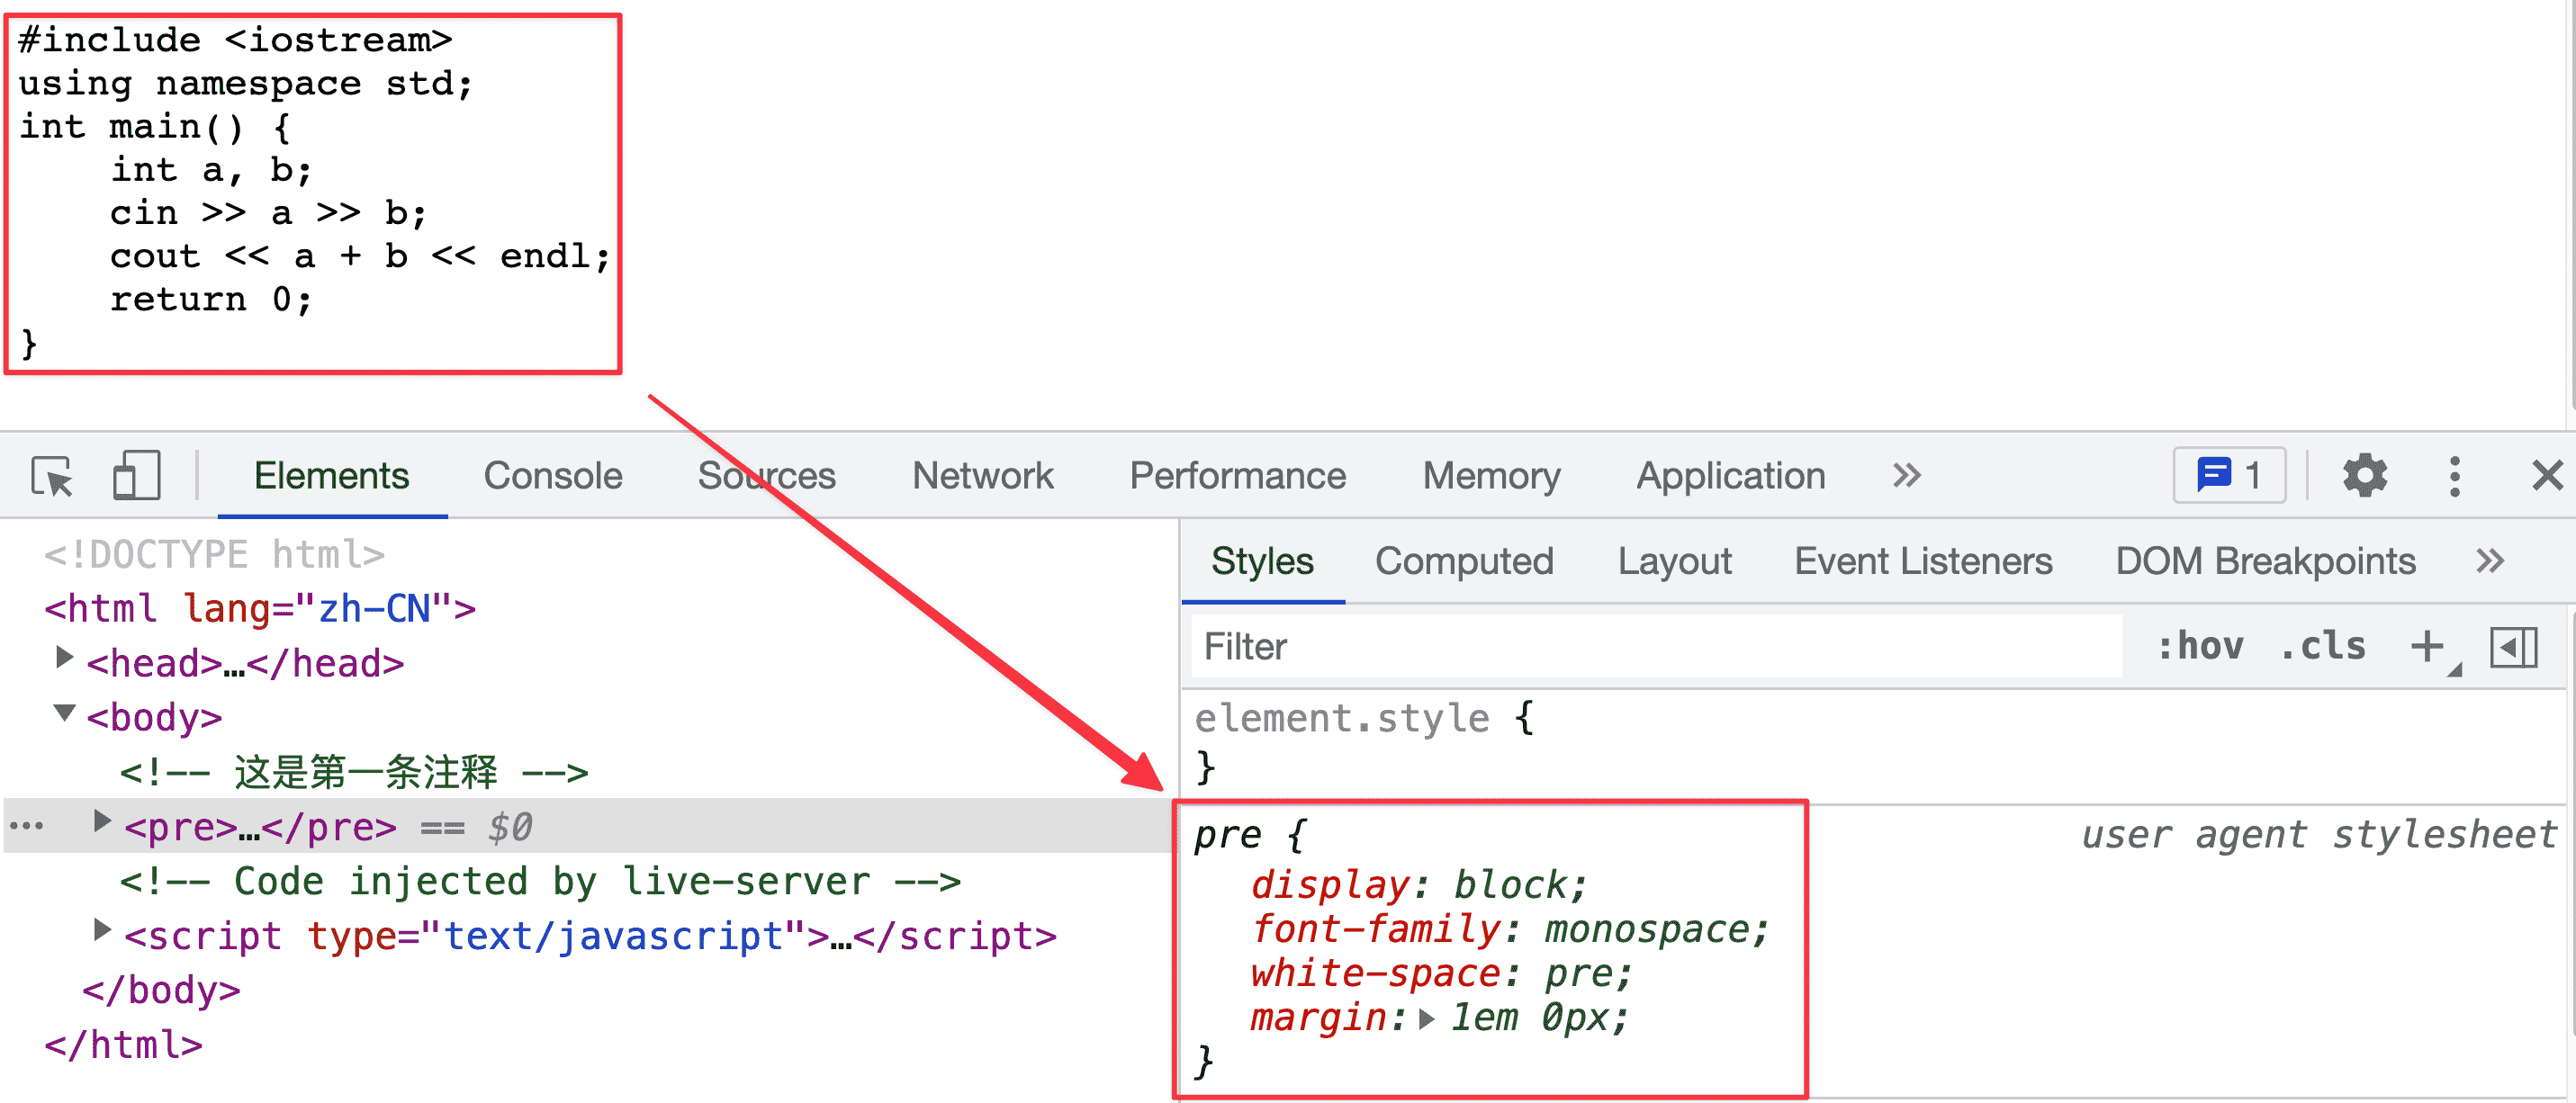 #include <iostream>
using namespace std;
int main() {
    int a, b;
    cin >> a >> b;
    cout << a + b << endl;
    return 0;
}
Elements Console Sources Network Performance Memory Application » 1
<!DOCTYPE html>
<html lang="zh-CN">
<head>…</head>
<body>
<!-- 这是第一条注释 -->
<pre>…</pre> == $0
<!-- Code injected by live-server -->
<script type="text/javascript">…</script>
</body>
</html>
Styles Computed Layout Event Listeners DOM Breakpoints »
Filter :hov .cls +
element.style {
}
pre { user agent stylesheet
display: block;
font-family: monospace;
white-space: pre;
margin: 1em 0px;
}